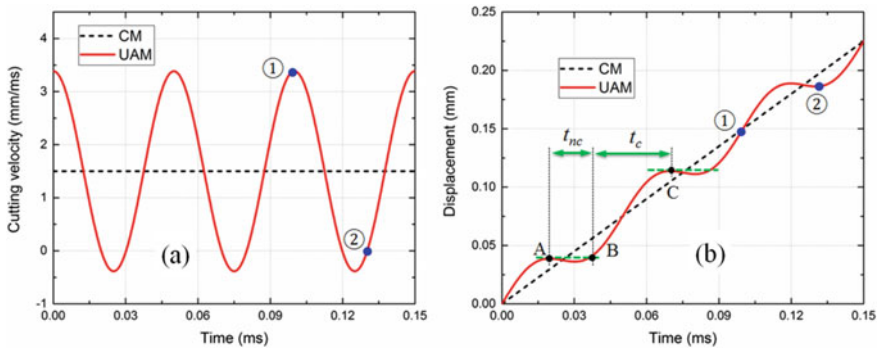 CM
UAM
①
②
(a)
Cutting velocity (mm/ms)
4
3
2
1
0
-1
0.00
0.03
0.06
0.09
0.12
0.15
Time (ms)
CM
UAM
①
②
t_nc
t_c
A
B
C
(b)
Displacement (mm)
0.25
0.20
0.15
0.10
0.05
0.00
0.00
0.03
0.06
0.09
0.12
0.15
Time (ms)